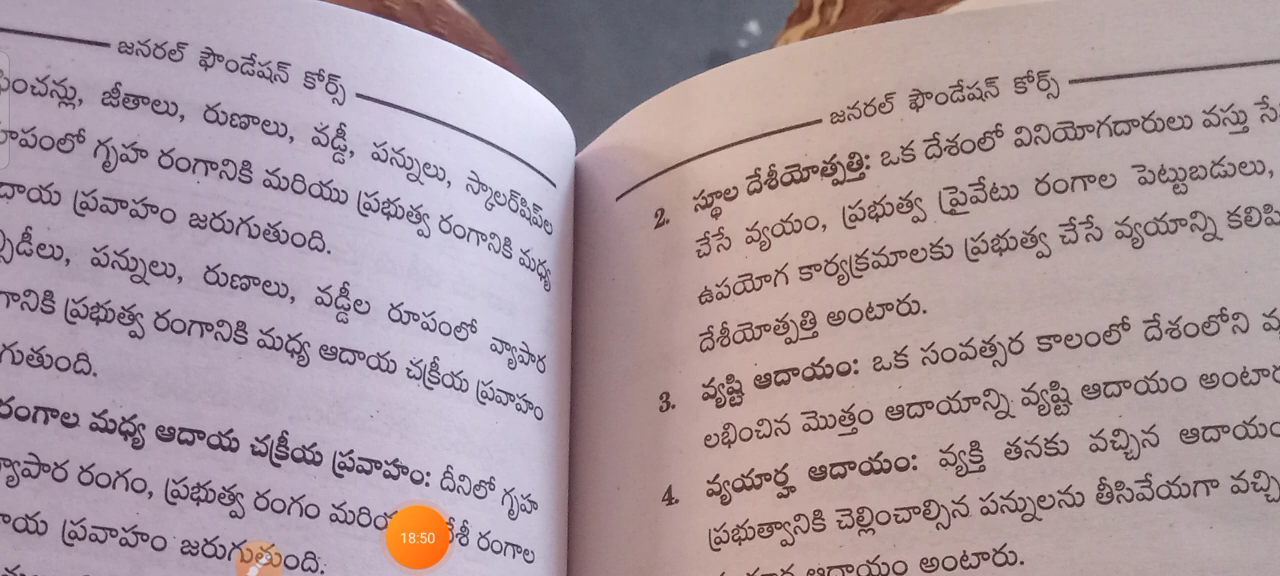 జనరల్ ఫౌండేషన్ కోర్స్
జీతాలు, రుణాలు, వడ్డీ, పన్నులు, స్కాలర్‌షిప్‌ల
గృహ రంగానికి మరియు ప్రభుత్వ రంగానికి మధ్య
ప్రవాహం జరుగుతుంది.
పన్నులు, రుణాలు, వడ్డీల రూపంలో వ్యాపార
ప్రభుత్వ రంగానికి మధ్య ఆదాయ చక్రీయ ప్రవాహం
రంగాల మధ్య ఆదాయ చక్రీయ ప్రవాహం: దీనిలో గృహ
రంగం, ప్రభుత్వ రంగం రంగాల
ప్రవాహం జరుగుతుంది.
జనరల్ ఫౌండేషన్ కోర్స్
2. స్థూల దేశీయోత్పత్తి: ఒక దేశంలో వినియోగదారులు వస్తు
చేసే వ్యయం, ప్రభుత్వ ప్రైవేటు రంగాల పెట్టుబడులు,
ఉపయోగ కార్యక్రమాలకు ప్రభుత్వ చేసే వ్యయాన్ని
దేశీయోత్పత్తి అంటారు.
3. వ్యష్టి ఆదాయం: ఒక సంవత్సర కాలంలో దేశంలోని
లభించిన మొత్తం ఆదాయాన్ని వ్యష్టి ఆదాయం
4. వ్యయార్హ ఆదాయం: వ్యక్తి తనకు వచ్చిన
ప్రభుత్వానికి చెల్లించాల్సిన పన్నులను తీసివేయగా
ఆదాయం అంటారు.
18:50